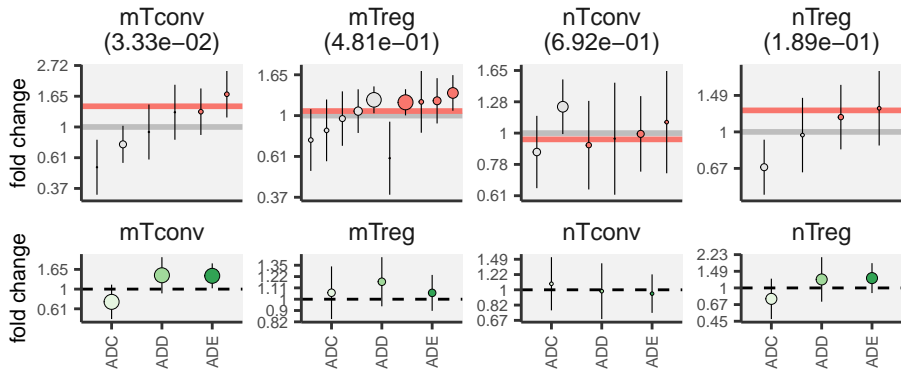 mTconv
(3.33e−02)
mTreg
(4.81e−01)
nTconv
(6.92e−01)
nTreg
(1.89e−01)
fold change
2.72
1.65
1
0.61
0.37
1.65
1
0.61
0.37
1.65
1.28
1
0.78
0.61
1.49
1
0.67
mTconv
mTreg
nTconv
nTreg
fold change
1.65
1
0.61
1.35
1.22
1.11
1
0.9
0.82
1.49
1.22
1
0.82
0.67
2.23
1.49
1
0.67
0.45
ADC
ADD
ADE
ADC
ADD
ADE
ADC
ADD
ADE
ADC
ADD
ADE